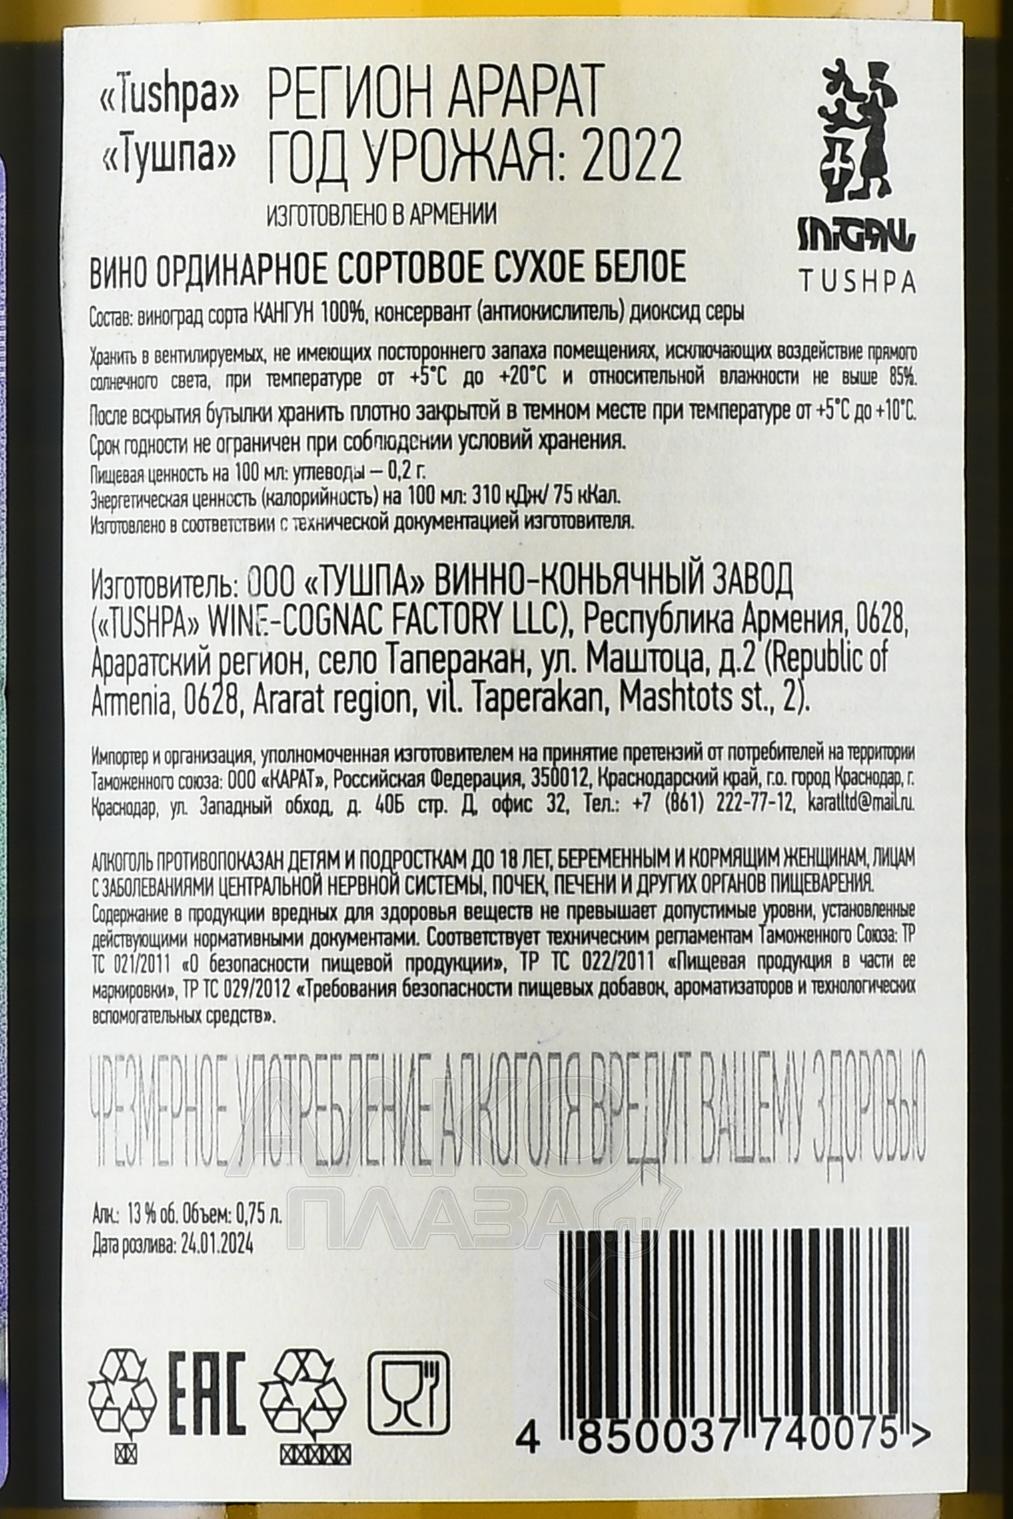 «Tushpa»
«Тушпа»
РЕГИОН АРАРАТ
ГОД УРОЖАЯ: 2022
ИЗГОТОВЛЕНО В АРМЕНИИ
TUSHPA
ВИНО ОРДИНАРНОЕ СОРТОВОЕ СУХОЕ БЕЛОЕ
Состав: виноград сорта КАНГУН 100%, консервант (антиокислитель) диоксид серы
Хранить в вентилируемых, не имеющих постороннего запаха помещениях, исключающих воздействие прямого
солнечного света, при температуре от +5°С до +20°С и относительной влажности не выше 85%.
После вскрытия бутылки хранить плотно закрытой в темном месте при температуре от +5°С до +10°С.
Срок годности не ограничен при соблюдении условий хранения.
Пищевая ценность на 100 мл: углеводы – 0,2 г.
Энергетическая ценность (калорийность) на 100 мл: 310 кДж/ 75 кКал.
Изготовлено в соответствии с технической документацией изготовителя.
Изготовитель: ООО «ТУШПА» ВИННО-КОНЬЯЧНЫЙ ЗАВОД
(«TUSHPA» WINE-COGNAC FACTORY LLC), Республика Армения, 0628,
Араратский регион, село Таперакан, ул. Маштоца, д.2 (Republic of
Armenia, 0628, Ararat region, vil. Taperakan, Mashtots st., 2).
Импортер и организация, уполномоченная изготовителем на принятие претензий от потребителей на территории
Таможенного союза: ООО «КАРАТ», Российская Федерация, 350012, Краснодарский край, г.о. город Краснодар, г.
Краснодар, ул. Западный обход, д. 40Б стр. Д, офис 32, Тел.: +7 (861) 222-77-12, karatltd@mail.ru.
АЛКОГОЛЬ ПРОТИВОПОКАЗАН ДЕТЯМ И ПОДРОСТКАМ ДО 18 ЛЕТ, БЕРЕМЕННЫМ И КОРМЯЩИМ ЖЕНЩИНАМ, ЛИЦАМ
С ЗАБОЛЕВАНИЯМИ ЦЕНТРАЛЬНОЙ НЕРВНОЙ СИСТЕМЫ, ПОЧЕК, ПЕЧЕНИ И ДРУГИХ ОРГАНОВ ПИЩЕВАРЕНИЯ.
Содержание в продукции вредных для здоровья веществ не превышает допустимые уровни, установленные
действующими нормативными документами. Соответствует техническим регламентам Таможенного Союза: ТР
ТС 021/2011 «О безопасности пищевой продукции», ТР ТС 022/2011 «Пищевая продукция в части ее
маркировки», ТР ТС 029/2012 «Требования безопасности пищевых добавок, ароматизаторов и технологических
вспомогательных средств».
ЧРЕЗМЕРНОЕ УПОТРЕБЛЕНИЕ АЛКОГОЛЯ ВРЕДИТ ВАШЕМУ ЗДОРОВЬЮ
АЛКО
ПЛАЗА
Алк.: 13 % об. Объем: 0,75 л.
Дата розлива: 24.01.2024
EAC
4 850037 740075 >